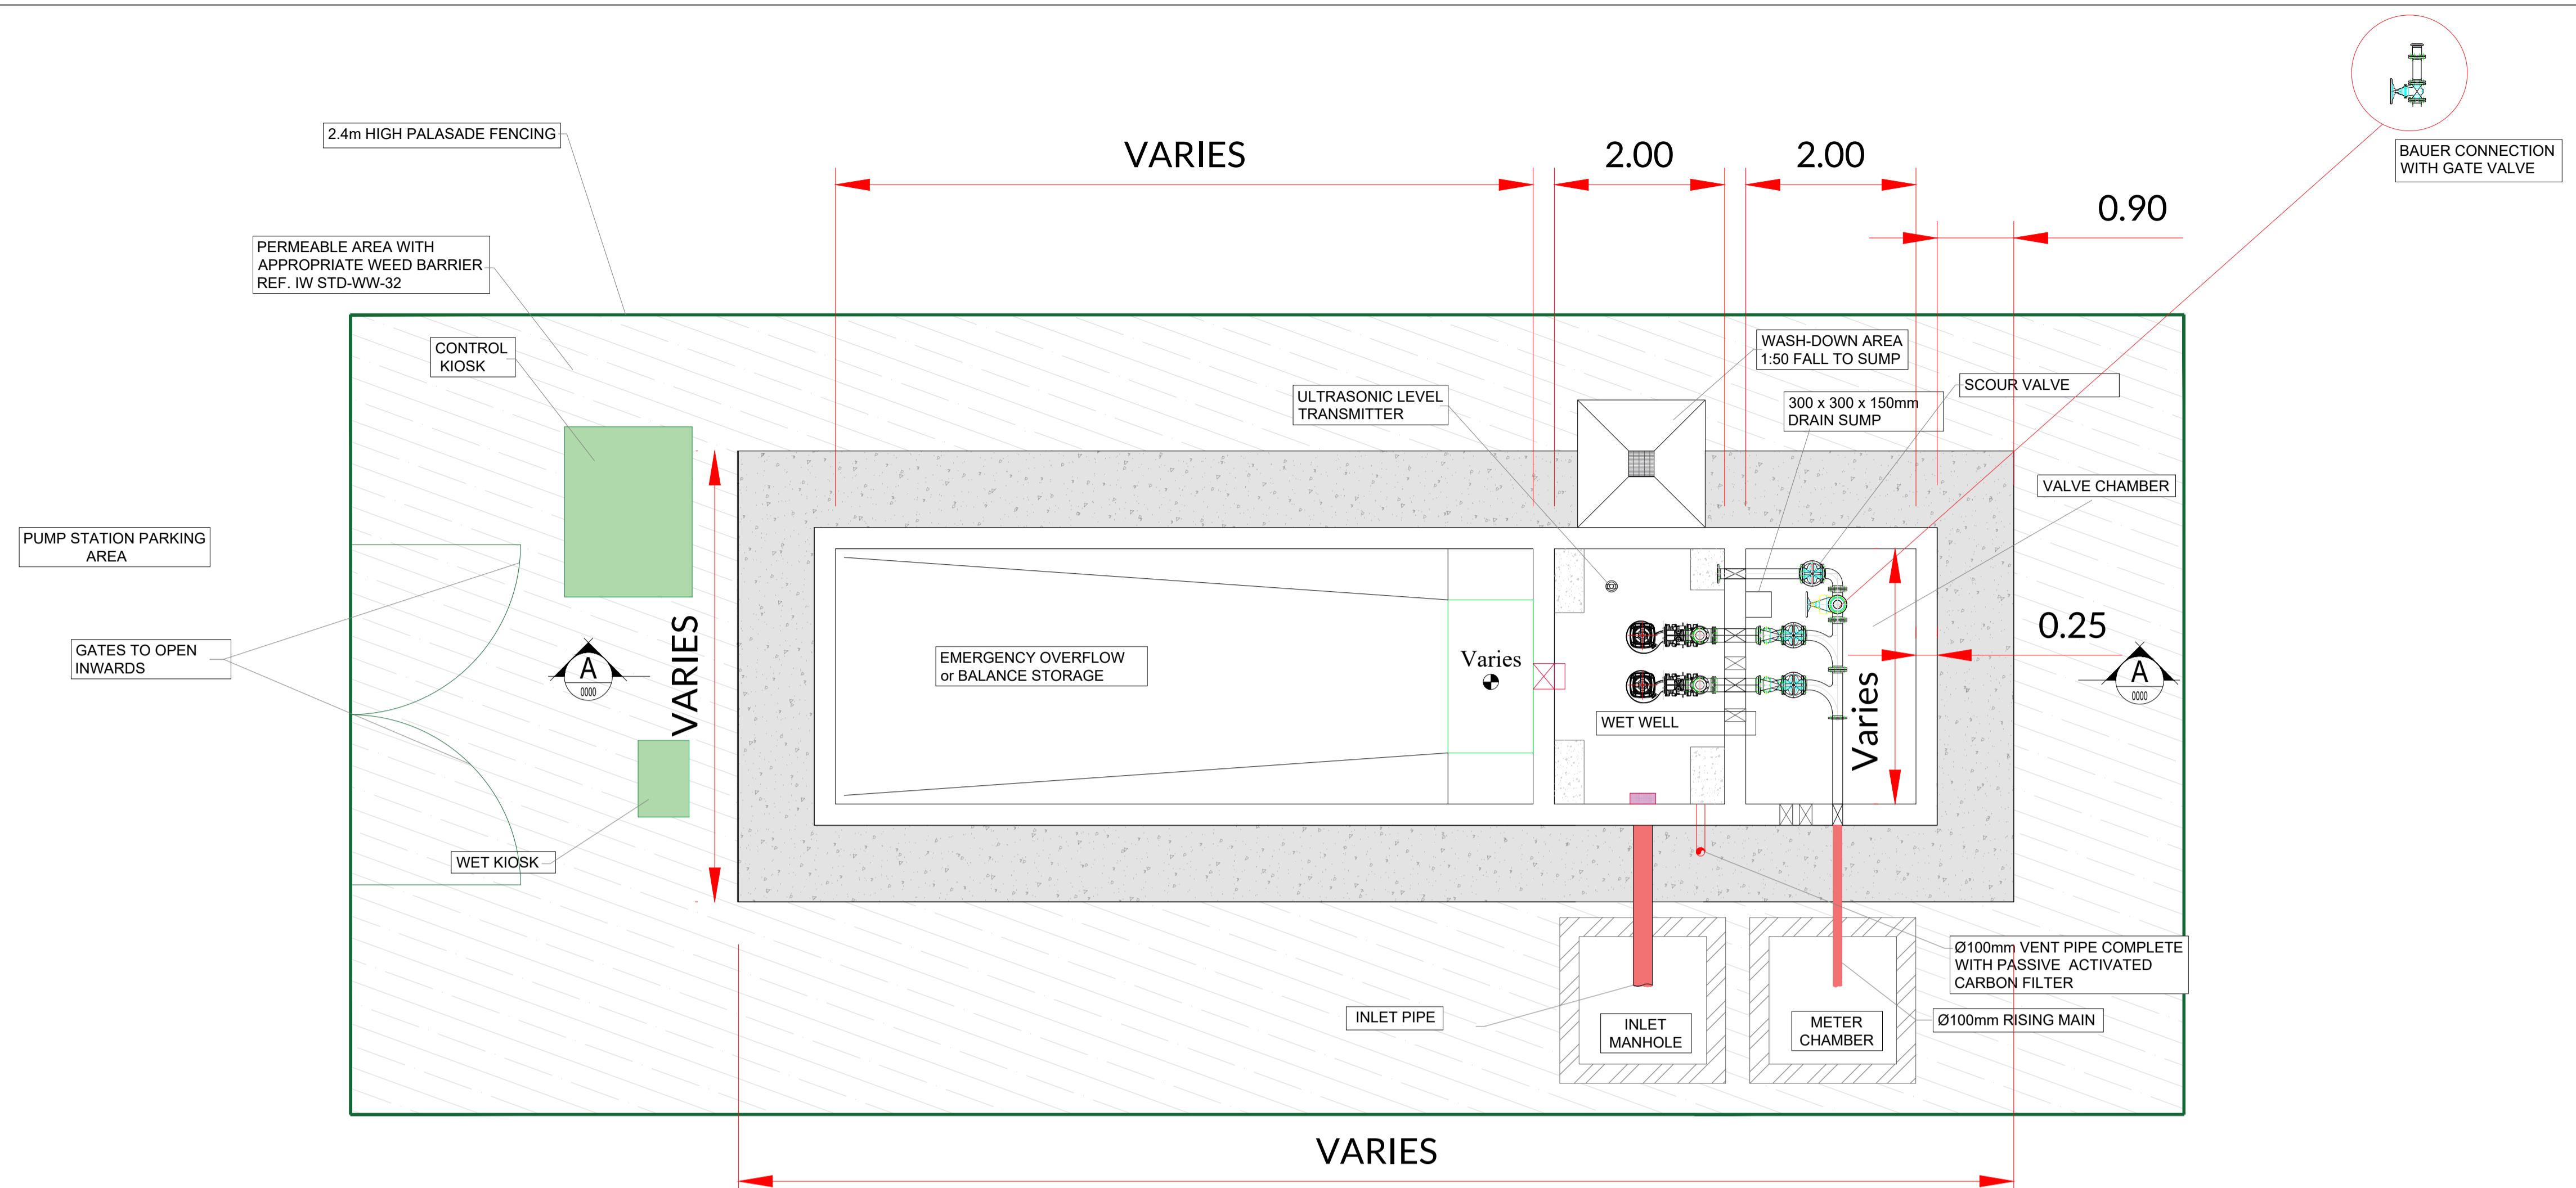 2.4m HIGH PALASADE FENCING
VARIES
2.00
2.00
0.90
BAUER CONNECTION
WITH GATE VALVE
PERMEABLE AREA WITH
APPROPRIATE WEED BARRIER
REF. IW STD-WW-32
CONTROL
KIOSK
WASH-DOWN AREA
1:50 FALL TO SUMP
ULTRASONIC LEVEL
TRANSMITTER
300 x 300 x 150mm
DRAIN SUMP
SCOUR VALVE
VALVE CHAMBER
PUMP STATION PARKING
AREA
GATES TO OPEN
INWARDS
A
0000
VARIES
EMERGENCY OVERFLOW
or BALANCE STORAGE
Varies
WET WELL
Varies
0.25
A
0000
WET KIOSK
Ø100mm VENT PIPE COMPLETE
WITH PASSIVE ACTIVATED
CARBON FILTER
INLET PIPE
INLET
MANHOLE
METER
CHAMBER
Ø100mm RISING MAIN
VARIES